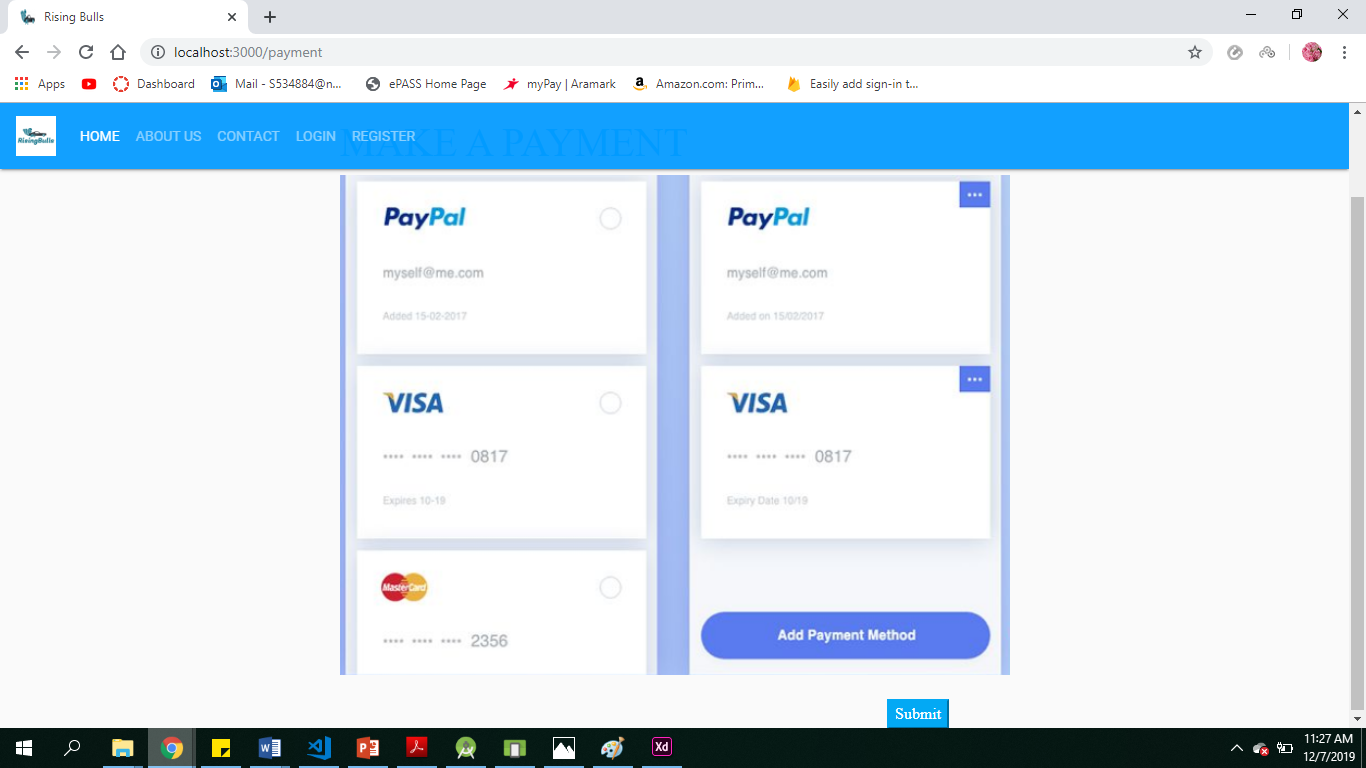 Rising Bulls
localhost:3000/payment
Apps Dashboard Mail - S534884@n... ePASS Home Page myPay | Aramark Amazon.com: Prim... Easily add sign-in t...
RisingBulls HOME ABOUT US CONTACT LOGIN REGISTER
MAKE A PAYMENT
PayPal
myself@me.com
Added 15-02-2017
VISA
•••• •••• •••• 0817
Expires 10-19
MasterCard
•••• •••• •••• 2356
PayPal
myself@me.com
Added on 15/02/2017
VISA
•••• •••• •••• 0817
Expiry Date 10/19
Add Payment Method
Submit
11:27 AM
12/7/2019